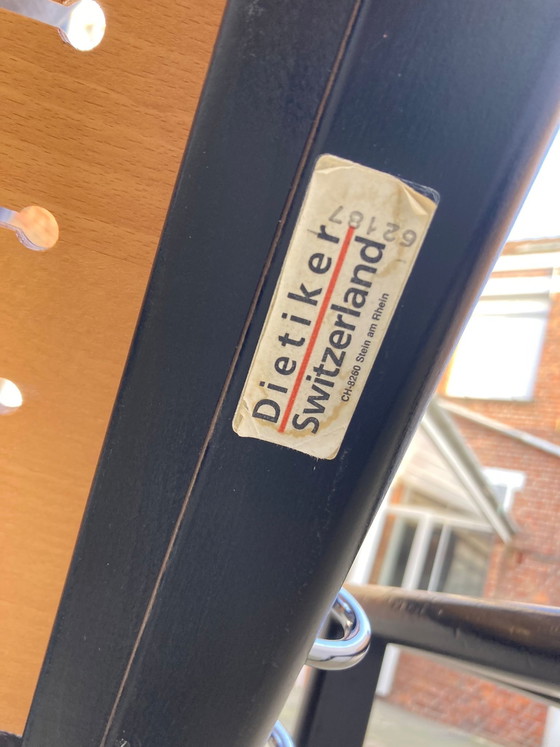 62187
Dietiker
Switzerland
CH-8260 Stein am Rhein